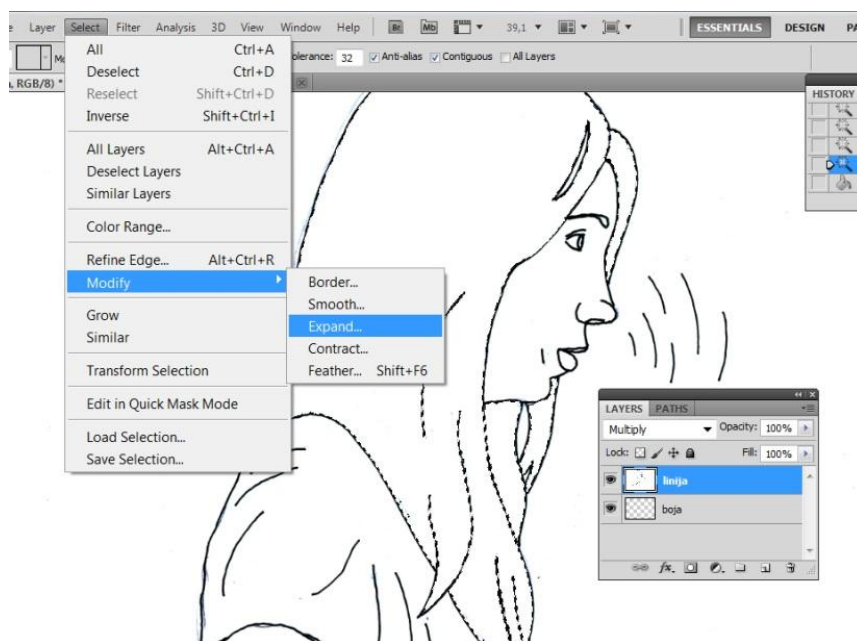 Layer Select Filter Analysis 3D View Window Help Br Mb 39,1 ESSENTIALS DESIGN PA
olerance: 32 Anti-alias Contiguous All Layers
, RGB/8) *
All Ctrl+A
Deselect Ctrl+D
Reselect Shift+Ctrl+D
Inverse Shift+Ctrl+I
All Layers Alt+Ctrl+A
Deselect Layers
Similar Layers
Color Range...
Refine Edge... Alt+Ctrl+R
Modify
Grow
Similar
Transform Selection
Edit in Quick Mask Mode
Load Selection...
Save Selection...
Border...
Smooth...
Expand...
Contract...
Feather... Shift+F6
HISTORY
LAYERS PATHS
Multiply Opacity: 100%
Lock: Fill: 100%
linija
boja
fx